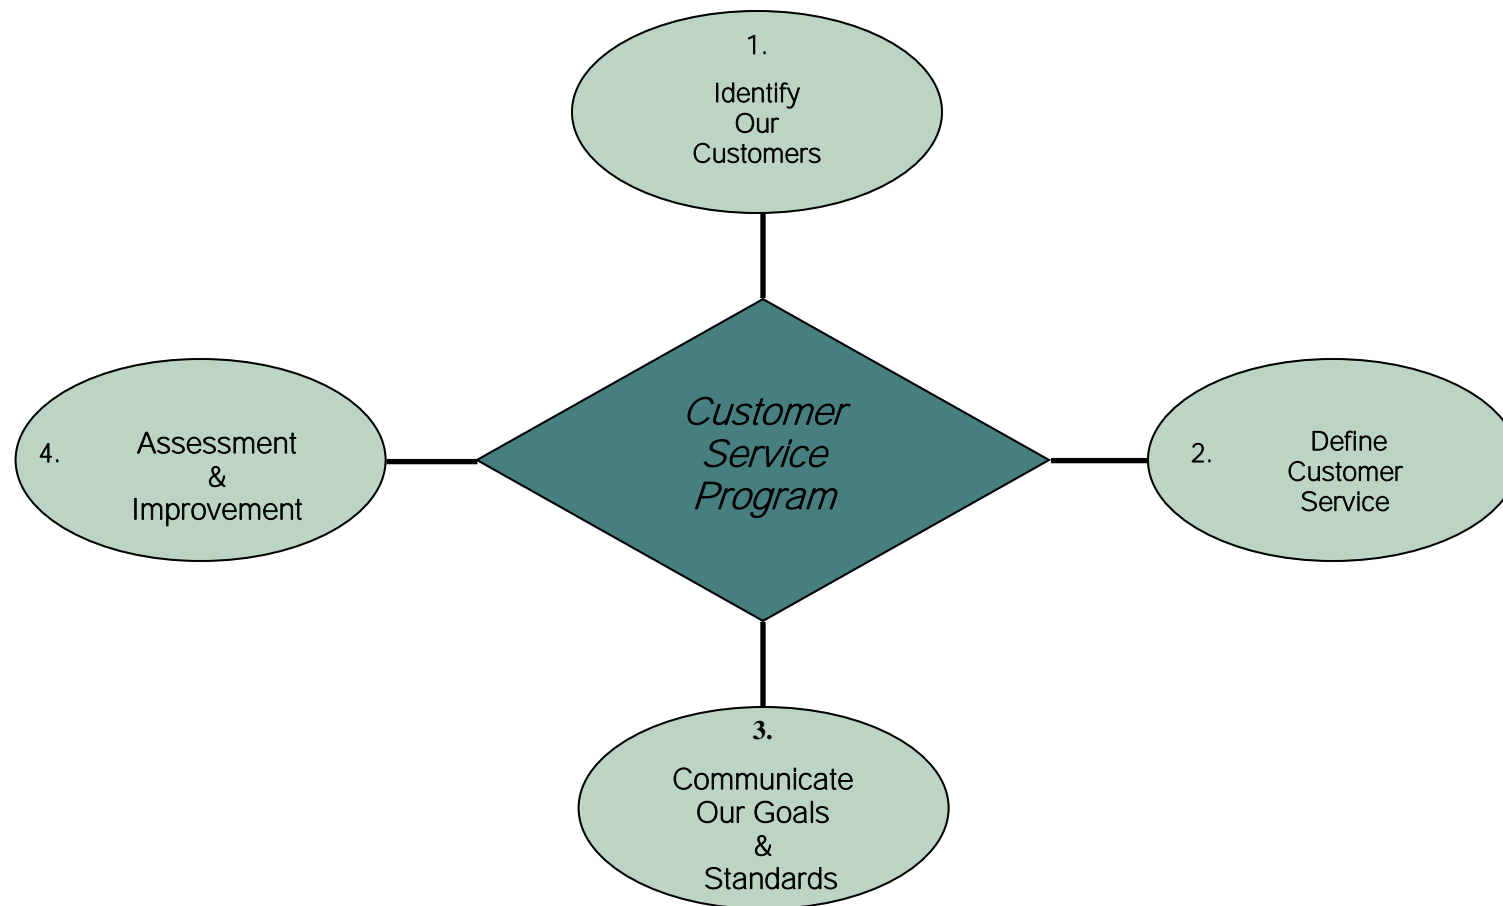 1.
Identify
Our
Customers
Customer
Service
Program
2.
Define
Customer
Service
3.
Communicate
Our Goals
&
Standards
4.
Assessment
&
Improvement